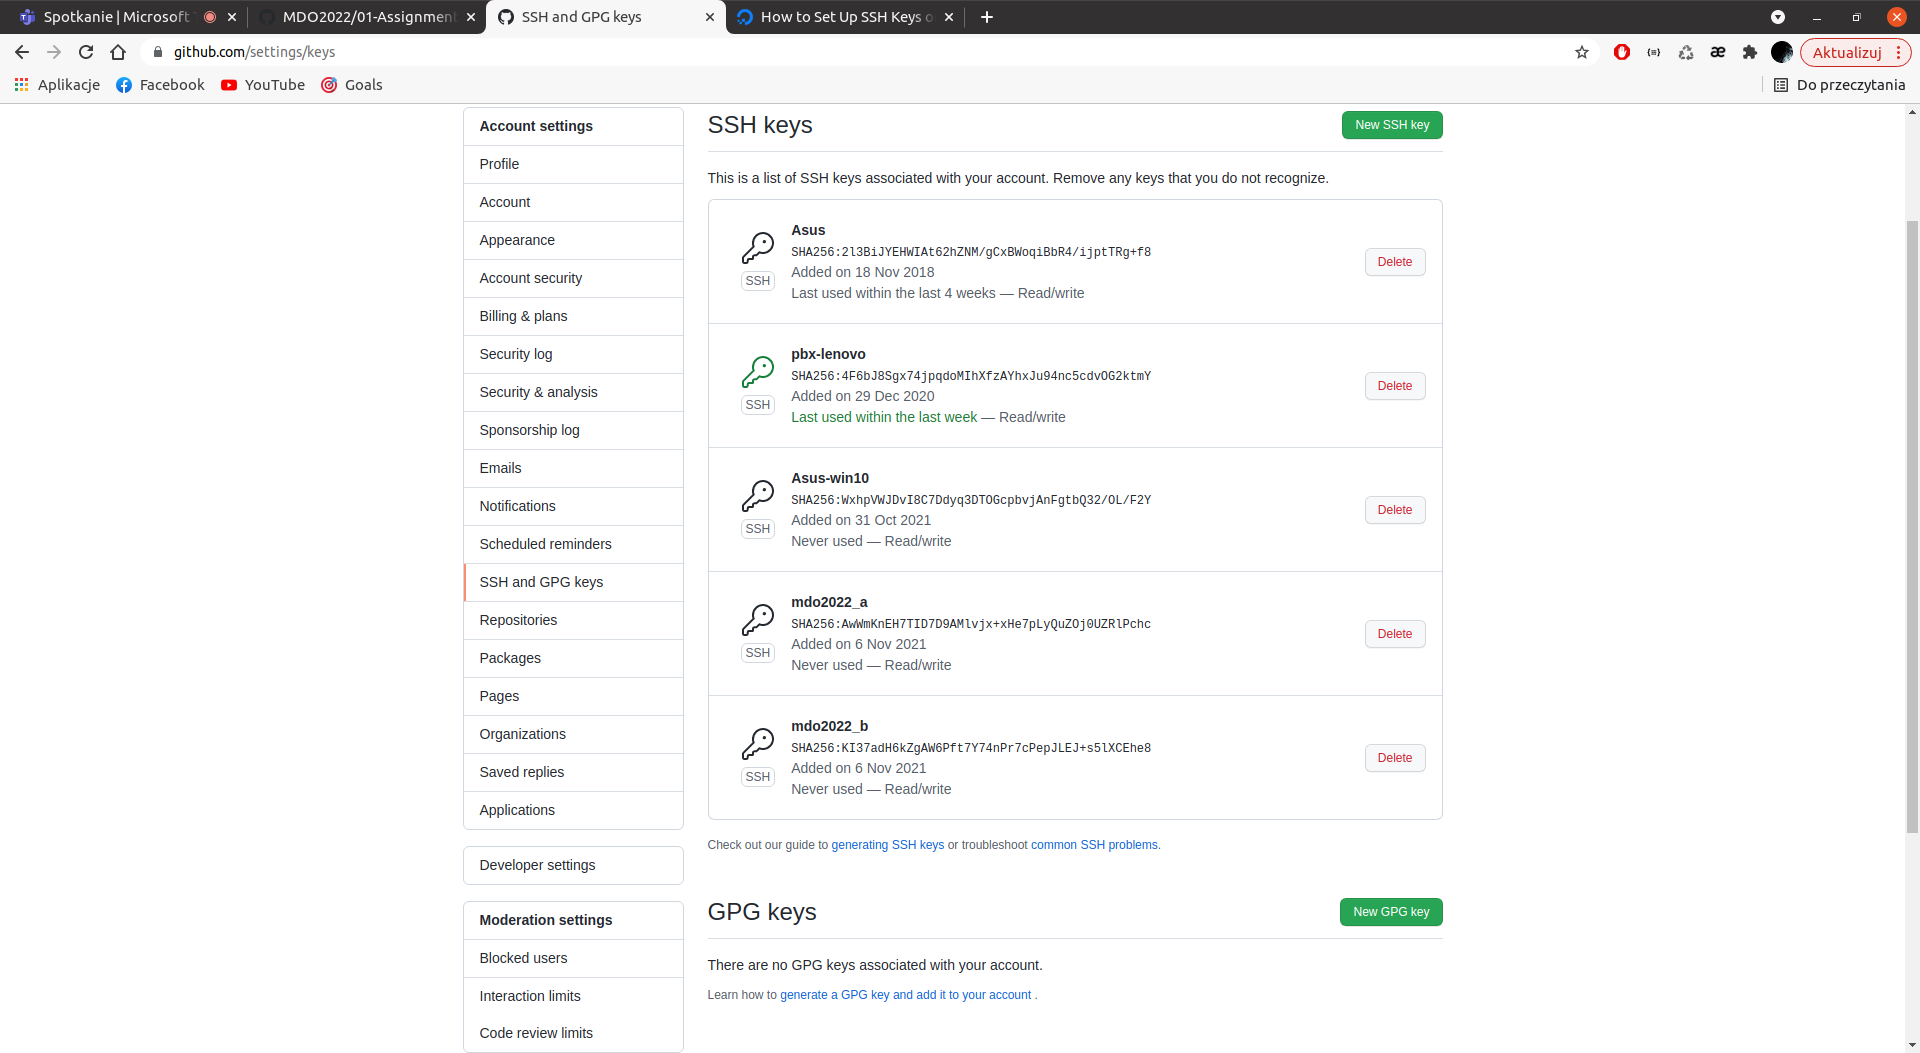 Spotkanie | Microsoft
MDO2022/01-Assignment
SSH and GPG keys
How to Set Up SSH Keys o
github.com/settings/keys
Aktualizuj
Aplikacje
Facebook
YouTube
Goals
Do przeczytania
Account settings
Profile
Account
Appearance
Account security
Billing & plans
Security log
Security & analysis
Sponsorship log
Emails
Notifications
Scheduled reminders
SSH and GPG keys
Repositories
Packages
Pages
Organizations
Saved replies
Applications
Developer settings
Moderation settings
Blocked users
Interaction limits
Code review limits
SSH keys
New SSH key
This is a list of SSH keys associated with your account. Remove any keys that you do not recognize.
Asus
SHA256:2l3BiJYEHWIAt62hZNM/gCxBWoqiBbR4/ijptTRg+f8
Added on 18 Nov 2018
Last used within the last 4 weeks — Read/write
SSH
Delete
pbx-lenovo
SHA256:4F6bJ8Sgx74jpqdoMIhXfzAYhxJu94nc5cdvOG2ktmY
Added on 29 Dec 2020
Last used within the last week — Read/write
SSH
Delete
Asus-win10
SHA256:WxhpVWJDvI8C7Ddyq3DTOGcpbvjAnFgtbQ32/OL/F2Y
Added on 31 Oct 2021
Never used — Read/write
SSH
Delete
mdo2022_a
SHA256:AwWmKnEH7TID7D9AMlvjx+xHe7pLyQuZOj0UZRlPchc
Added on 6 Nov 2021
Never used — Read/write
SSH
Delete
mdo2022_b
SHA256:KI37adH6kZgAW6Pft7Y74nPr7cPepJLEJ+s5lXCEhe8
Added on 6 Nov 2021
Never used — Read/write
SSH
Delete
Check out our guide to generating SSH keys or troubleshoot common SSH problems.
GPG keys
New GPG key
There are no GPG keys associated with your account.
Learn how to generate a GPG key and add it to your account .